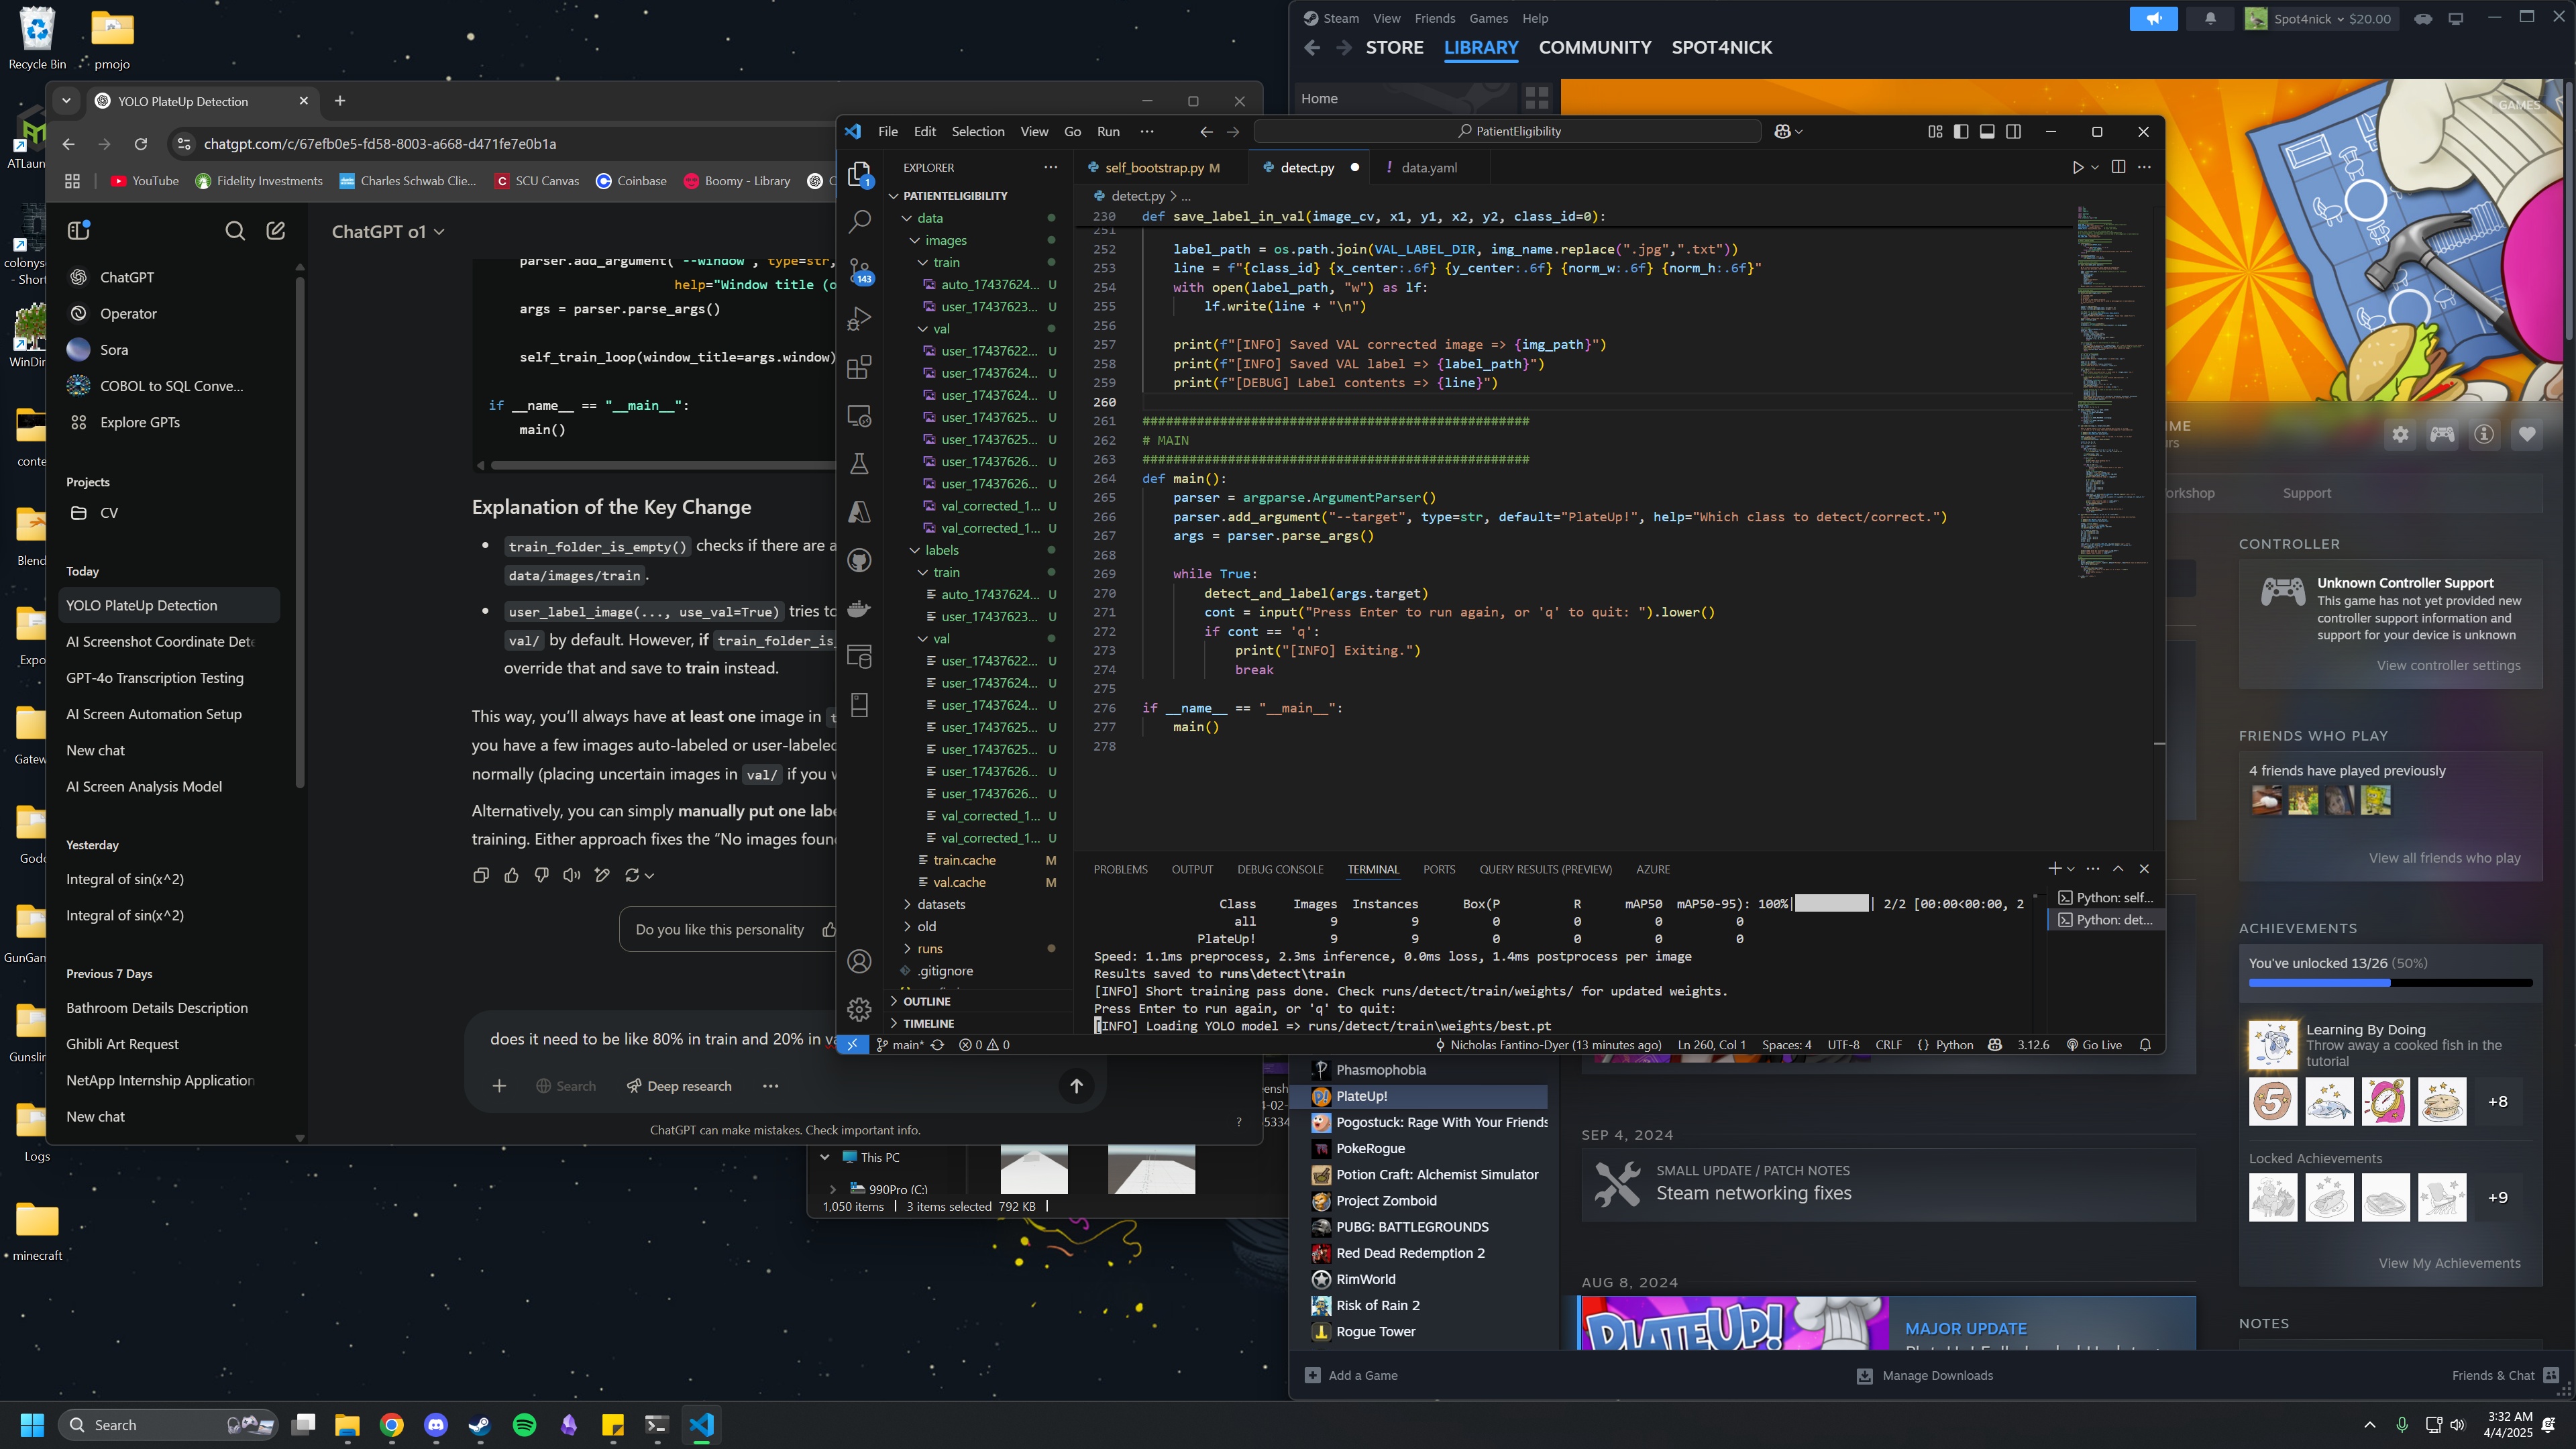 Recycle Bin
pmojo
ATLaun
colonys
- Short
WinDir
conte
Blend
Expo
Gatew
Godo
GunGam
Gunslin
Logs
minecraft
YOLO PlateUp Detection
chatgpt.com/c/67efb0e5-fd58-8003-a668-d471fe7e0b1a
YouTube
Fidelity Investments
Charles Schwab Clie...
SCU Canvas
Coinbase
Boomy - Library
ChatGPT
Operator
Sora
COBOL to SQL Conve...
Explore GPTs
Projects
CV
Today
YOLO PlateUp Detection
AI Screenshot Coordinate Dete
GPT-4o Transcription Testing
AI Screen Automation Setup
New chat
AI Screen Analysis Model
Yesterday
Integral of sin(x^2)
Integral of sin(x^2)
Previous 7 Days
Bathroom Details Description
Ghibli Art Request
NetApp Internship Application
New chat
ChatGPT o1
parser.add_argument("--window", type=str,
help="Window title (o
args = parser.parse_args()
self_train_loop(window_title=args.window)
if __name__ == "__main__":
main()
Explanation of the Key Change
train_folder_is_empty() checks if there are a
data/images/train.
user_label_image(..., use_val=True) tries to
val/ by default. However, if train_folder_is_
override that and save to train instead.
This way, you'll always have at least one image in t
you have a few images auto-labeled or user-labeled
normally (placing uncertain images in val/ if you w
Alternatively, you can simply manually put one labe
training. Either approach fixes the "No images foun
Do you like this personality
does it need to be like 80% in train and 20% in va
Search
Deep research
ChatGPT can make mistakes. Check important info.
?
File Edit Selection View Go Run ...
PatientEligibility
EXPLORER
PATIENTELIGIBILITY
data
images
train
auto_17437624... U
user_17437623... U
val
user_17437622... U
user_17437624... U
user_17437624... U
user_17437625... U
user_17437625... U
user_17437626... U
user_17437626... U
val_corrected_1... U
val_corrected_1... U
labels
train
auto_17437624... U
user_17437623... U
val
user_17437622... U
user_17437624... U
user_17437624... U
user_17437625... U
user_17437625... U
user_17437626... U
user_17437626... U
val_corrected_1... U
val_corrected_1... U
train.cache M
val.cache M
datasets
old
runs
.gitignore
OUTLINE
TIMELINE
1
143
self_bootstrap.py M
detect.py
data.yaml
detect.py > ...
230 def save_label_in_val(image_cv, x1, y1, x2, y2, class_id=0):
251
252 label_path = os.path.join(VAL_LABEL_DIR, img_name.replace(".jpg",".txt"))
253 line = f"{class_id} {x_center:.6f} {y_center:.6f} {norm_w:.6f} {norm_h:.6f}"
254 with open(label_path, "w") as lf:
255 lf.write(line + "\n")
256
257 print(f"[INFO] Saved VAL corrected image => {img_path}")
258 print(f"[INFO] Saved VAL label => {label_path}")
259 print(f"[DEBUG] Label contents => {line}")
260
261 ##################################################
262 # MAIN
263 ##################################################
264 def main():
265 parser = argparse.ArgumentParser()
266 parser.add_argument("--target", type=str, default="PlateUp!", help="Which class to detect/correct.")
267 args = parser.parse_args()
268
269 while True:
270 detect_and_label(args.target)
271 cont = input("Press Enter to run again, or 'q' to quit: ").lower()
272 if cont == 'q':
273 print("[INFO] Exiting.")
274 break
275
276 if __name__ == "__main__":
277 main()
278
PROBLEMS OUTPUT DEBUG CONSOLE TERMINAL PORTS QUERY RESULTS (PREVIEW) AZURE
Class Images Instances Box(P R mAP50 mAP50-95): 100%| | 2/2 [00:00<00:00, 2
all 9 9 0 0 0 0
PlateUp! 9 9 0 0 0 0
Speed: 1.1ms preprocess, 2.3ms inference, 0.0ms loss, 1.4ms postprocess per image
Results saved to runs\detect\train
[INFO] Short training pass done. Check runs/detect/train/weights/ for updated weights.
Press Enter to run again, or 'q' to quit:
[INFO] Loading YOLO model => runs/detect/train\weights/best.pt
Python: self...
Python: det...
main* 0 0
Nicholas Fantino-Dyer (13 minutes ago) Ln 260, Col 1 Spaces: 4 UTF-8 CRLF {} Python 3.12.6 Go Live
This PC
990Pro (C:)
1,050 items 3 items selected 792 KB
Steam View Friends Games Help
Spot4nick $20.00
STORE LIBRARY COMMUNITY SPOT4NICK
Home
GAMES
Support
CONTROLLER
Unknown Controller Support
This game has not yet provided new
controller support information and
support for your device is unknown
View controller settings
FRIENDS WHO PLAY
4 friends have played previously
View all friends who play
ACHIEVEMENTS
You've unlocked 13/26 (50%)
Learning By Doing
Throw away a cooked fish in the
tutorial
5
+8
Locked Achievements
+9
View My Achievements
NOTES
Phasmophobia
PlateUp!
Pogostuck: Rage With Your Friends
PokeRogue
Potion Craft: Alchemist Simulator
Project Zomboid
PUBG: BATTLEGROUNDS
Red Dead Redemption 2
RimWorld
Risk of Rain 2
Rogue Tower
SEP 4, 2024
SMALL UPDATE / PATCH NOTES
Steam networking fixes
AUG 8, 2024
PLATEUP!
MAJOR UPDATE
Add a Game
Manage Downloads
Friends & Chat
Search
3:32 AM
4/4/2025